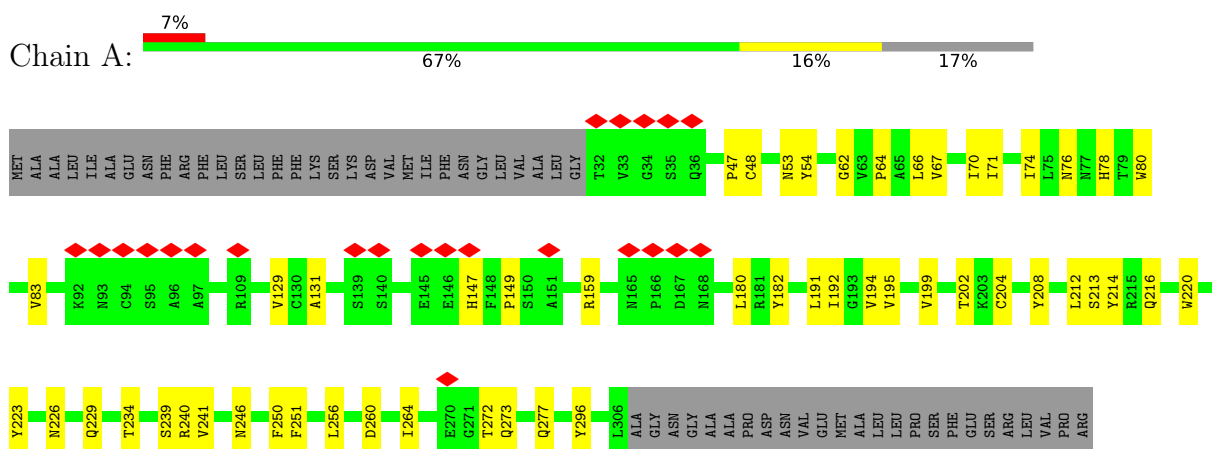 7%
Chain A:
67% 16% 17%
MET ALA ALA LEU ILE ALA GLU ASN PHE ARG PHE LEU SER LEU PHE PHE LYS SER LYS ASP VAL MET ILE PHE ASN GLY LEU VAL ALA LEU GLY T32 V33 G34 S35 Q36 P47 C48 N53 Y54 G62 V63 P64 A65 L66 V67 I70 I71 I74 L75 N76 N77 H78 T79 W80
V83 K92 N93 C94 S95 A96 A97 R109 V129 C130 A131 S139 S140 E145 E146 H147 F148 P149 S150 A151 R159 N165 P166 D167 N168 L180 R181 Y182 L191 I192 G193 V194 V195 V199 T202 K203 C204 Y208 L212 S213 Y214 R215 Q216 W220
Y223 N226 Q229 T234 S239 R240 V241 N246 F250 F251 L256 D260 I264 E270 G271 T272 Q273 Q277 Y296 L306 ALA GLY ASN GLY ALA ALA PRO ASP ASN VAL GLU MET ALA LEU LEU PRO SER PHE GLU SER ARG LEU VAL PRO ARG